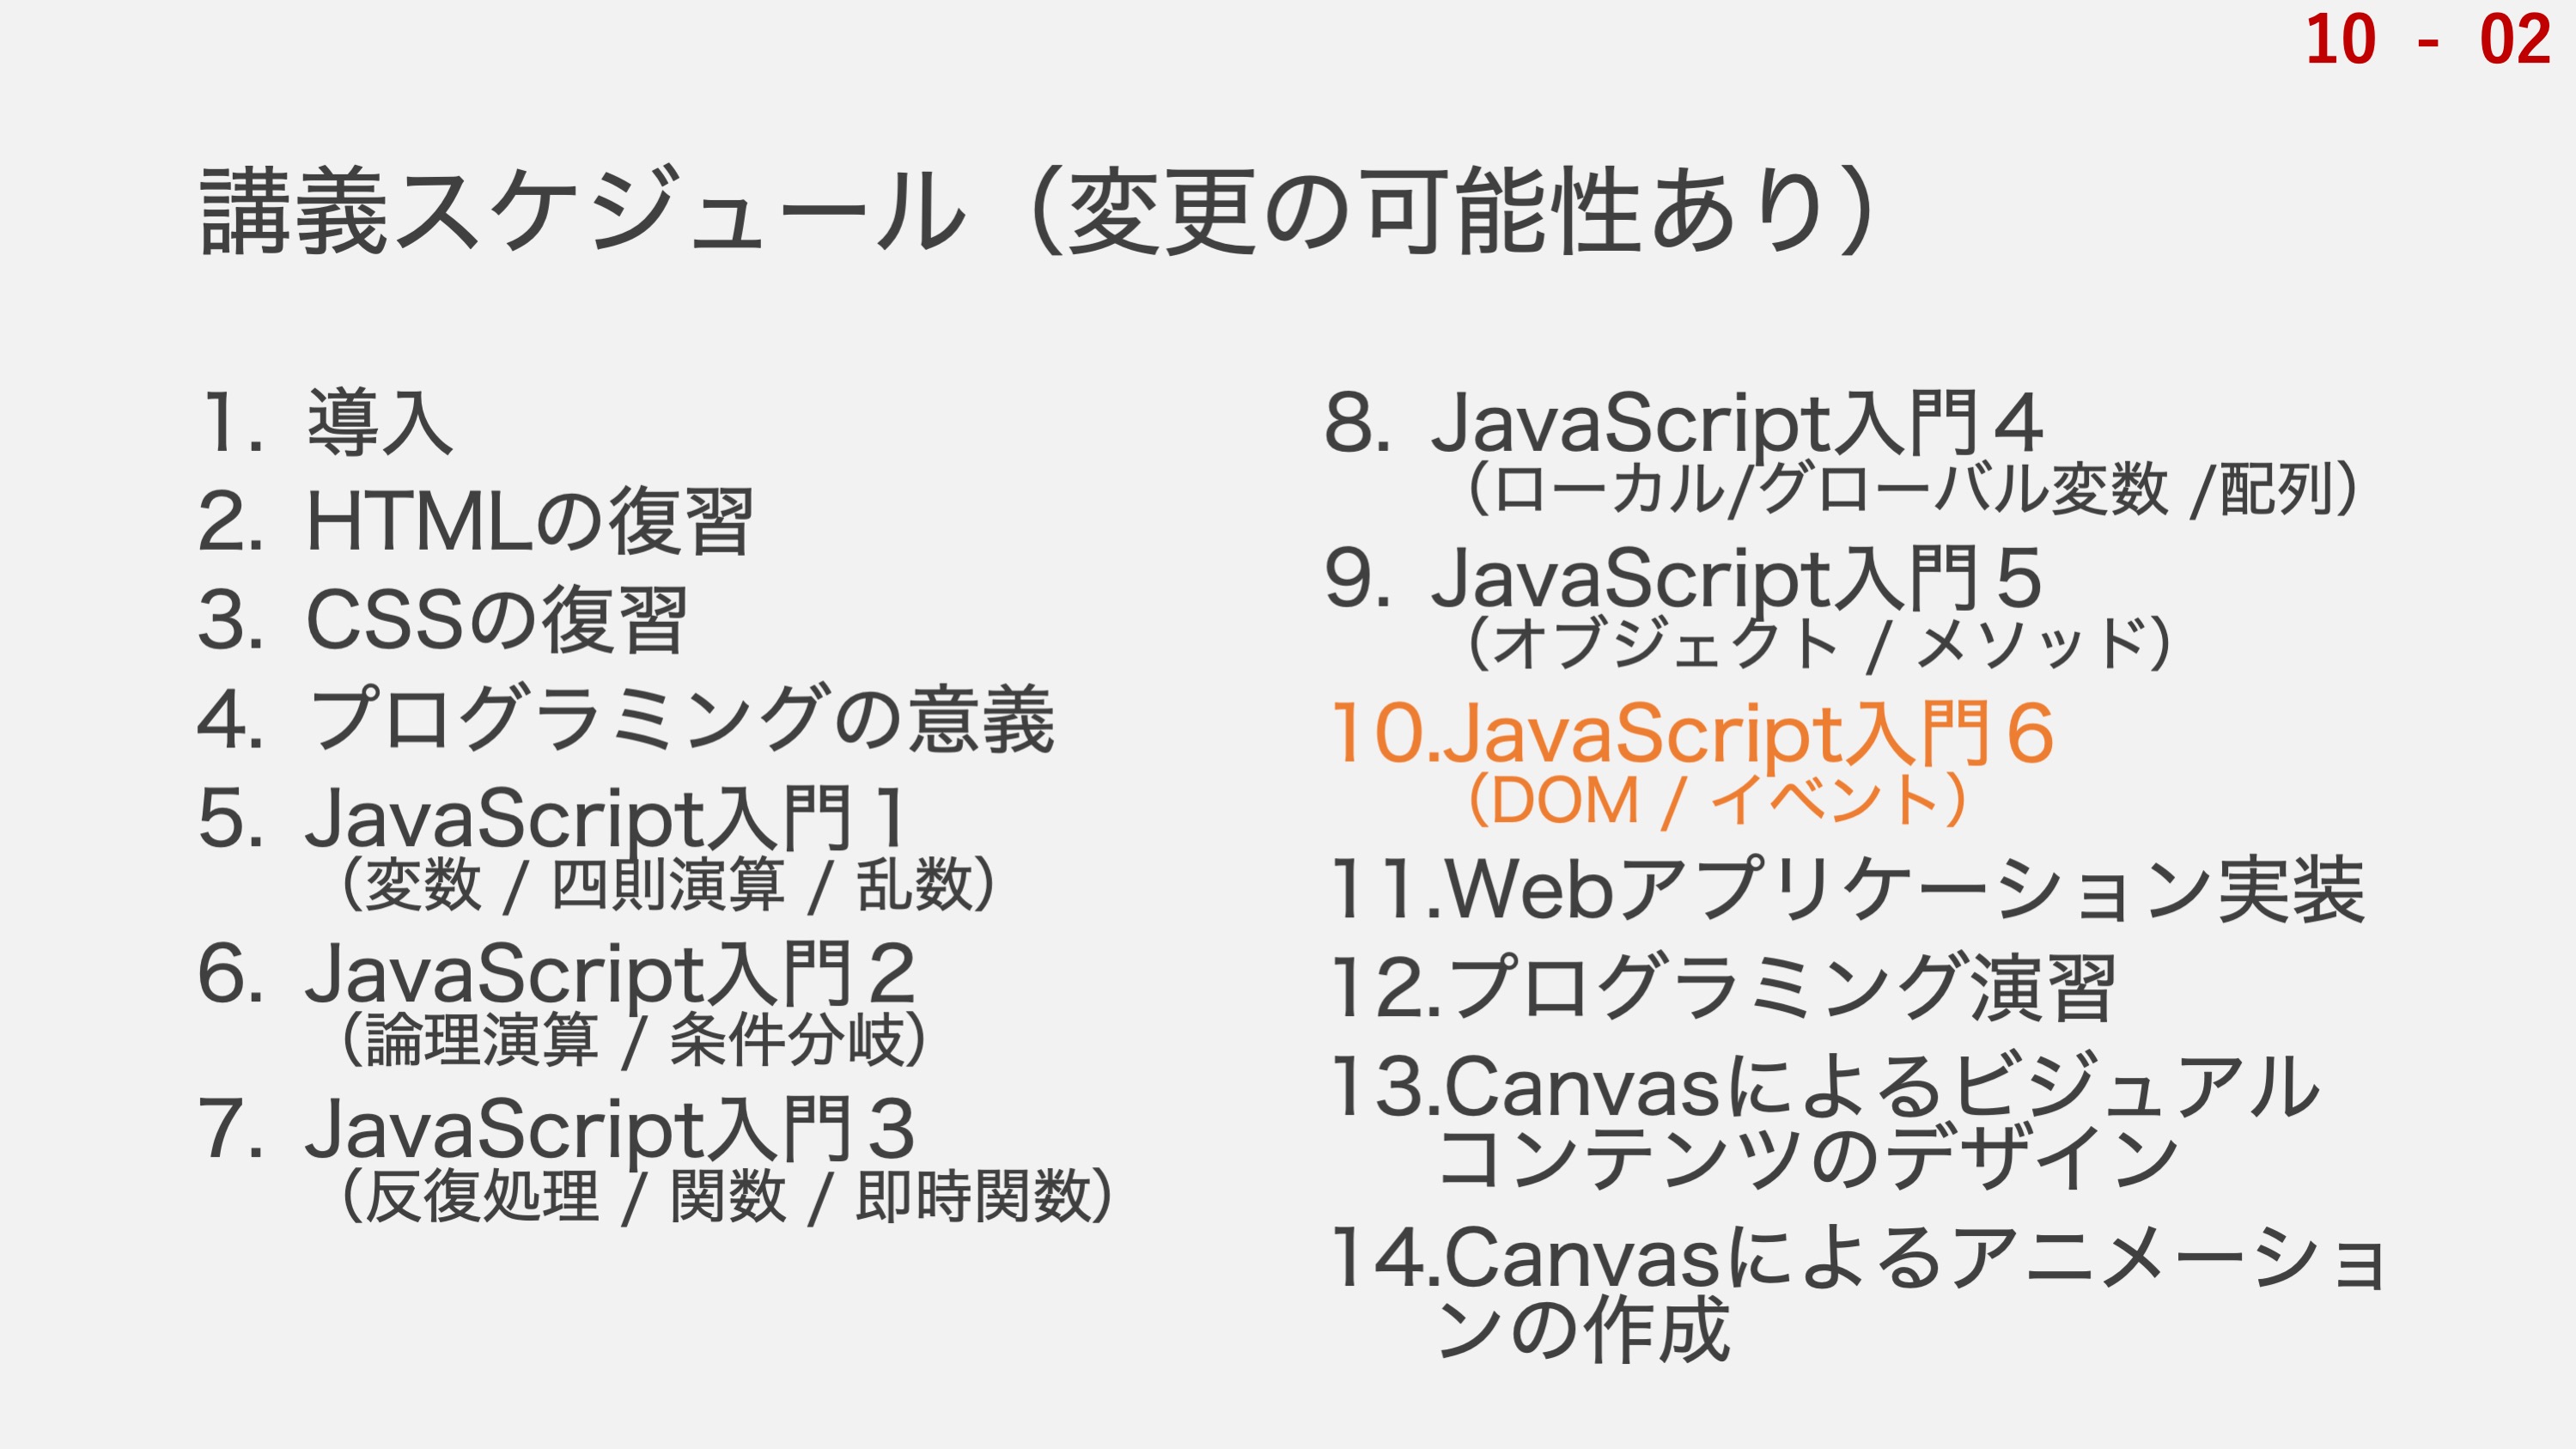 10 - 02
講義スケジュール（変更の可能性あり）
1. 導入
2. HTMLの復習
3. CSSの復習
4. プログラミングの意義
5. JavaScript入門１
（変数 / 四則演算 / 乱数）
6. JavaScript入門２
（論理演算 / 条件分岐）
7. JavaScript入門３
（反復処理 / 関数 / 即時関数）
8. JavaScript入門４
（ローカル/グローバル変数 /配列）
9. JavaScript入門５
（オブジェクト / メソッド）
10.JavaScript入門６
（DOM / イベント）
11.Webアプリケーション実装
12.プログラミング演習
13.Canvasによるビジュアル
コンテンツのデザイン
14.Canvasによるアニメーショ
ンの作成